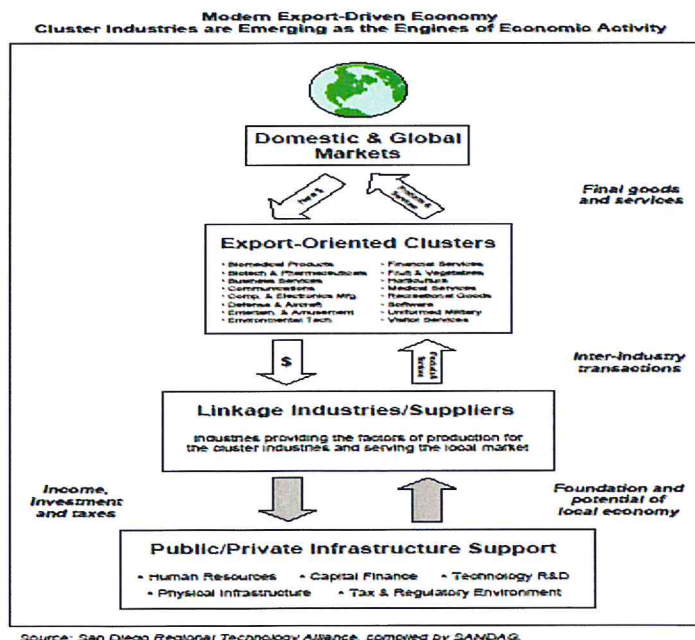 Modern Export-Driven Economy
Cluster Industries are Emerging as the Engines of Economic Activity
Domestic & Global
Markets
Final goods
and services
Export-Oriented Clusters
• Biomedical Products
• Biotech & Pharmaceuticals
• Business Services
• Communications
• Comp. & Electronics Mfg.
• Defense & Aircraft
• Entertain. & Amusement
• Environmental Tech
• Financial Services
• Fruit & Vegetables
• Horticulture
• Medical Services
• Recreational Goods
• Software
• Uniformed Military
• Visitor Services
$
Inter-industry
transactions
Linkage Industries/Suppliers
Industries providing the factors of production for
the cluster industries and serving the local market
Income,
Investment
and taxes
Foundation and
potential of
local economy
Public/Private Infrastructure Support
• Human Resources • Capital Finance • Technology R&D
• Physical Infrastructure • Tax & Regulatory Environment
Source: San Diego Regional Technology Alliance, compiled by SANDAG.